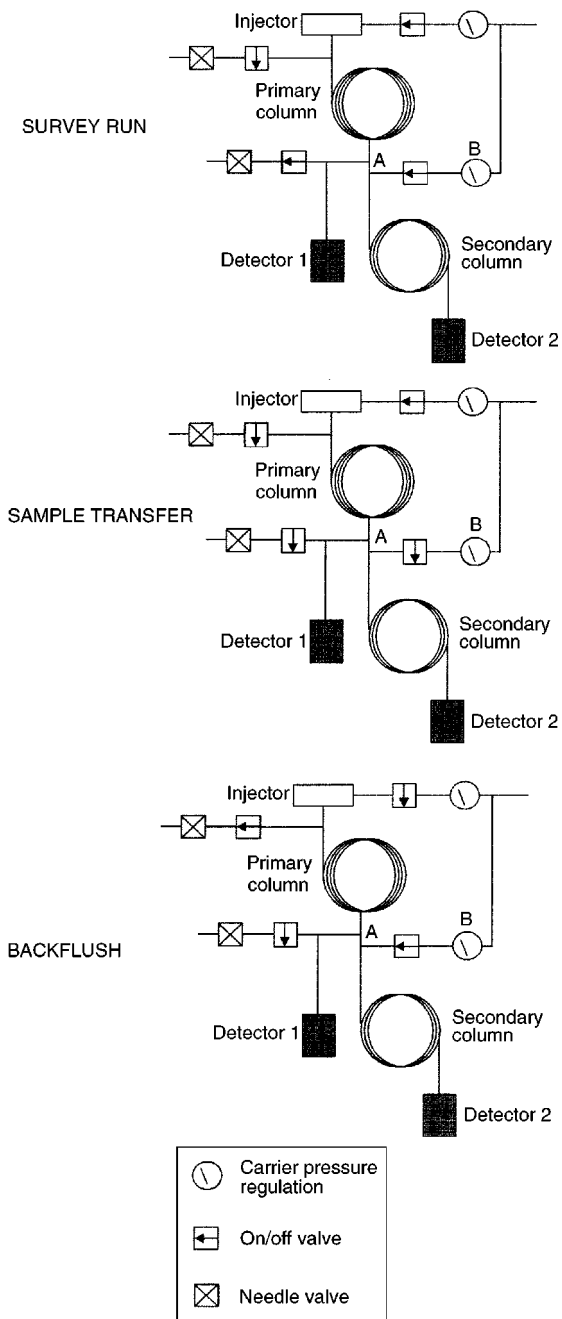 Injector
Primary
column
SURVEY RUN
A
B
Detector 1
Secondary
column
Detector 2
Injector
Primary
column
SAMPLE TRANSFER
A
B
Detector 1
Secondary
column
Detector 2
Injector
Primary
column
BACKFLUSH
A
B
Detector 1
Secondary
column
Detector 2
Carrier pressure
regulation
On/off valve
Needle valve